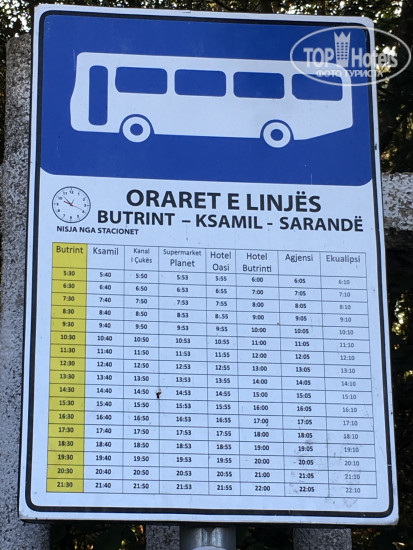 TOPHotels
ФОТО ТУРИСТА
ORARET E LINJËS
BUTRINT – KSAMIL - SARANDË
NISJA NGA STACIONET
Butrint Ksamil Kanal i Çukës Supermarket Planet Hotel Oasi Hotel Butrinti Agjensi Ekualipsi
5:30 5:40 5:50 5:53 5:55 6:00 6:05 6:10
6:30 6:40 6:50 6:53 6:55 7:00 7:05 7:10
7:30 7:40 7:50 7:53 7:55 8:00 8:05 8:10
8:30 8:40 8:50 8:53 8:55 9:00 9:05 9:10
9:30 9:40 9:50 9:53 9:55 10:00 10:05 10:10
10:30 10:40 10:50 10:53 10:55 11:00 11:05 11:10
11:30 11:40 11:50 11:53 11:55 12:00 12:05 12:10
12:30 12:40 12:50 12:53 12:55 13:00 13:05 13:10
13:30 13:40 13:50 13:53 13:55 14:00 14:05 14:10
14:30 14:40 14:50 14:53 14:55 15:00 15:05 15:10
15:30 15:40 15:50 15:53 15:55 16:00 16:05 16:10
16:30 16:40 16:50 16:53 16:55 17:00 17:05 17:10
17:30 17:40 17:50 17:53 17:55 18:00 18:05 18:10
18:30 18:40 18:50 18:53 18:55 19:00 19:05 19:10
19:30 19:40 19:50 19:53 19:55 20:00 20:05 20:10
20:30 20:40 20:50 20:53 20:55 21:00 21:05 21:10
21:30 21:40 21:50 21:53 21:55 22:00 22:05 22:10